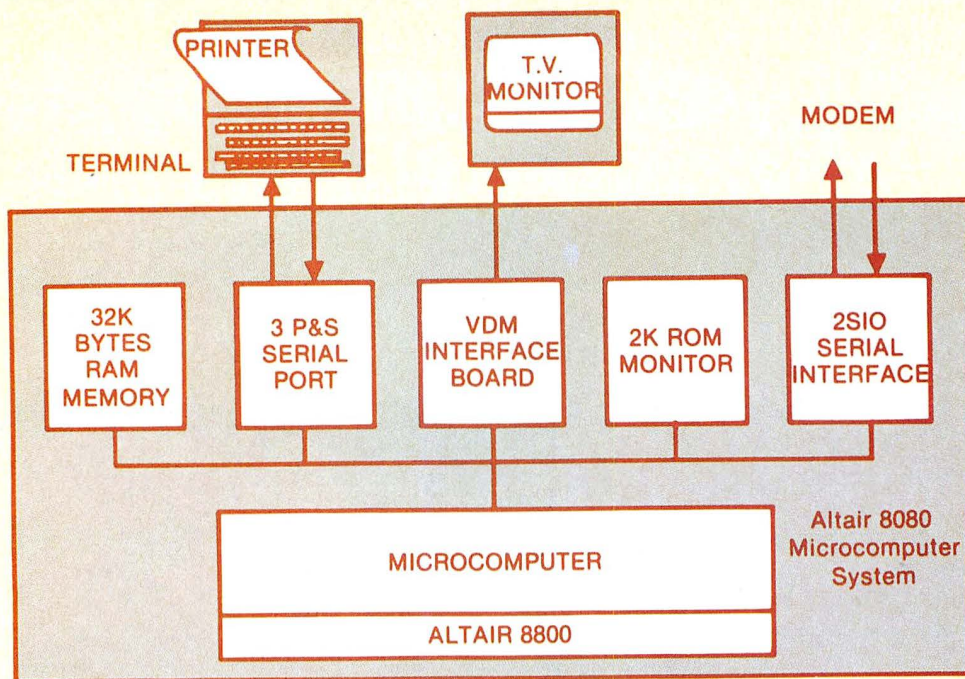 PRINTER
T.V.
MONITOR
MODEM
TERMINAL
32K
BYTES
RAM
MEMORY
3 P&S
SERIAL
PORT
VDM
INTERFACE
BOARD
2K ROM
MONITOR
2SIO
SERIAL
INTERFACE
MICROCOMPUTER
ALTAIR 8800
Altair 8080
Microcomputer
System